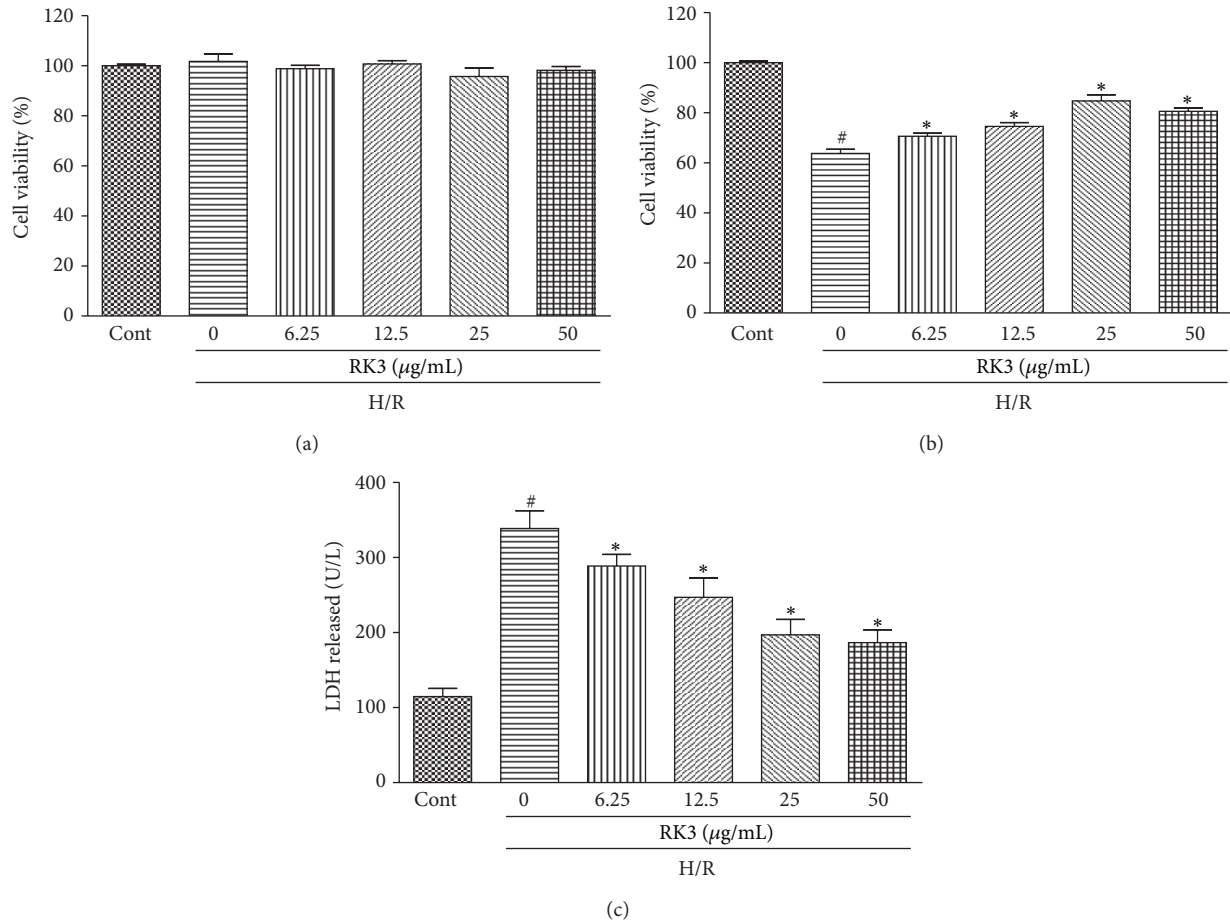 120
100
80
60
40
20
0
Cell viability (%)
Cont
0
6.25
12.5
25
50
RK3 (μg/mL)
H/R
(a)
120
100
80
60
40
20
0
Cell viability (%)
#
*
*
*
*
Cont
0
6.25
12.5
25
50
RK3 (μg/mL)
H/R
(b)
400
300
200
100
0
LDH released (U/L)
#
*
*
*
*
Cont
0
6.25
12.5
25
50
RK3 (μg/mL)
H/R
(c)